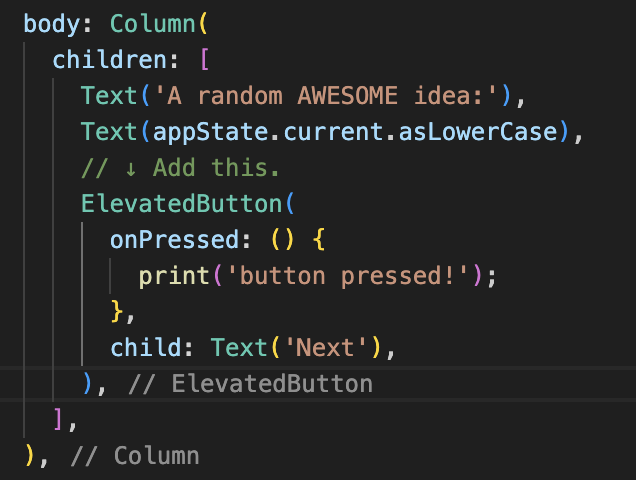 body: Column(
  children: [
    Text('A random AWESOME idea:'),
    Text(appState.current.asLowerCase),
    // ↓ Add this.
    ElevatedButton(
      onPressed: () {
        print('button pressed!');
      },
      child: Text('Next'),
    ), // ElevatedButton
  ],
), // Column